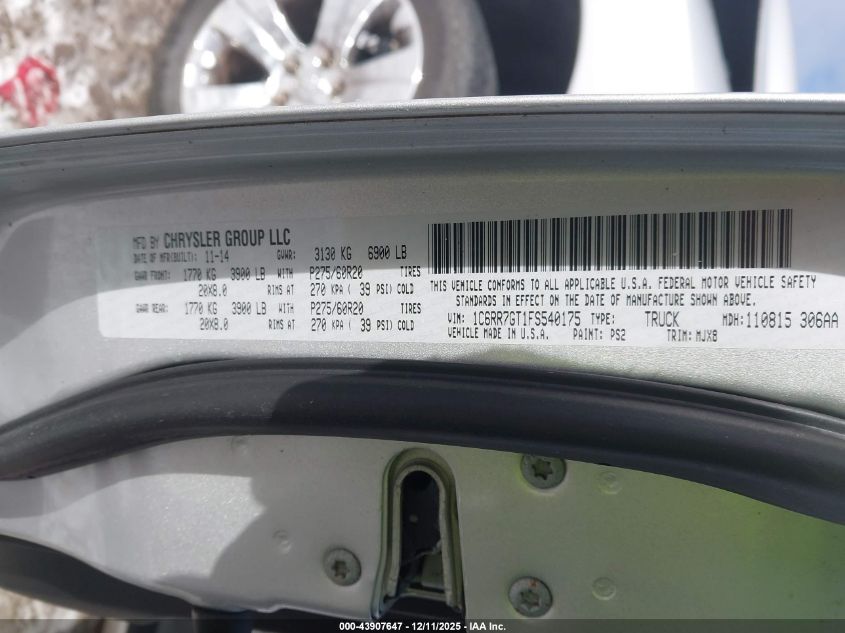 MFD BY CHRYSLER GROUP LLC
DATE OF MFR(BUILT): 11-14 GVWR: 3130 KG 6900 LB
GAWR FRONT: 1770 KG 3900 LB WITH P275/60R20 TIRES
20X8.0 RIMS AT 270 KPA ( 39 PSI) COLD
GAWR REAR: 1770 KG 3900 LB WITH P275/60R20 TIRES
20X8.0 RIMS AT 270 KPA ( 39 PSI) COLD
THIS VEHICLE CONFORMS TO ALL APPLICABLE U.S.A. FEDERAL MOTOR VEHICLE SAFETY
STANDARDS IN EFFECT ON THE DATE OF MANUFACTURE SHOWN ABOVE.
VIN: 1C6RR7GT1FS540175 TYPE: TRUCK MDH: 110815 306AA
VEHICLE MADE IN U.S.A. PAINT: PS2 TRIM: MJXB
000-43907647 - 12/11/2025 - IAA Inc.